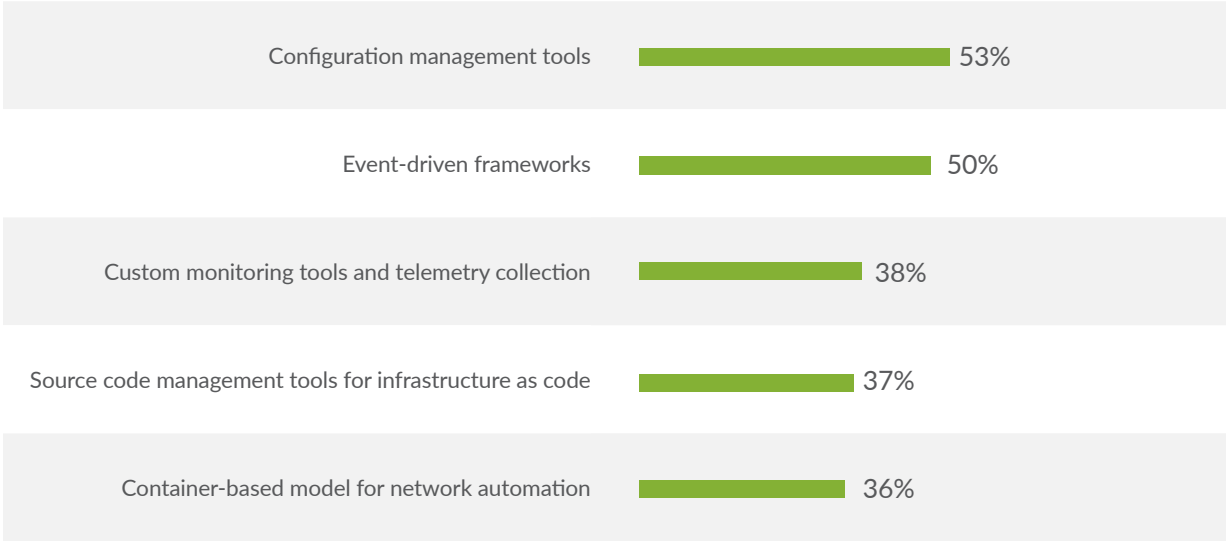 Configuration management tools 53%
Event-driven frameworks 50%
Custom monitoring tools and telemetry collection 38%
Source code management tools for infrastructure as code 37%
Container-based model for network automation 36%